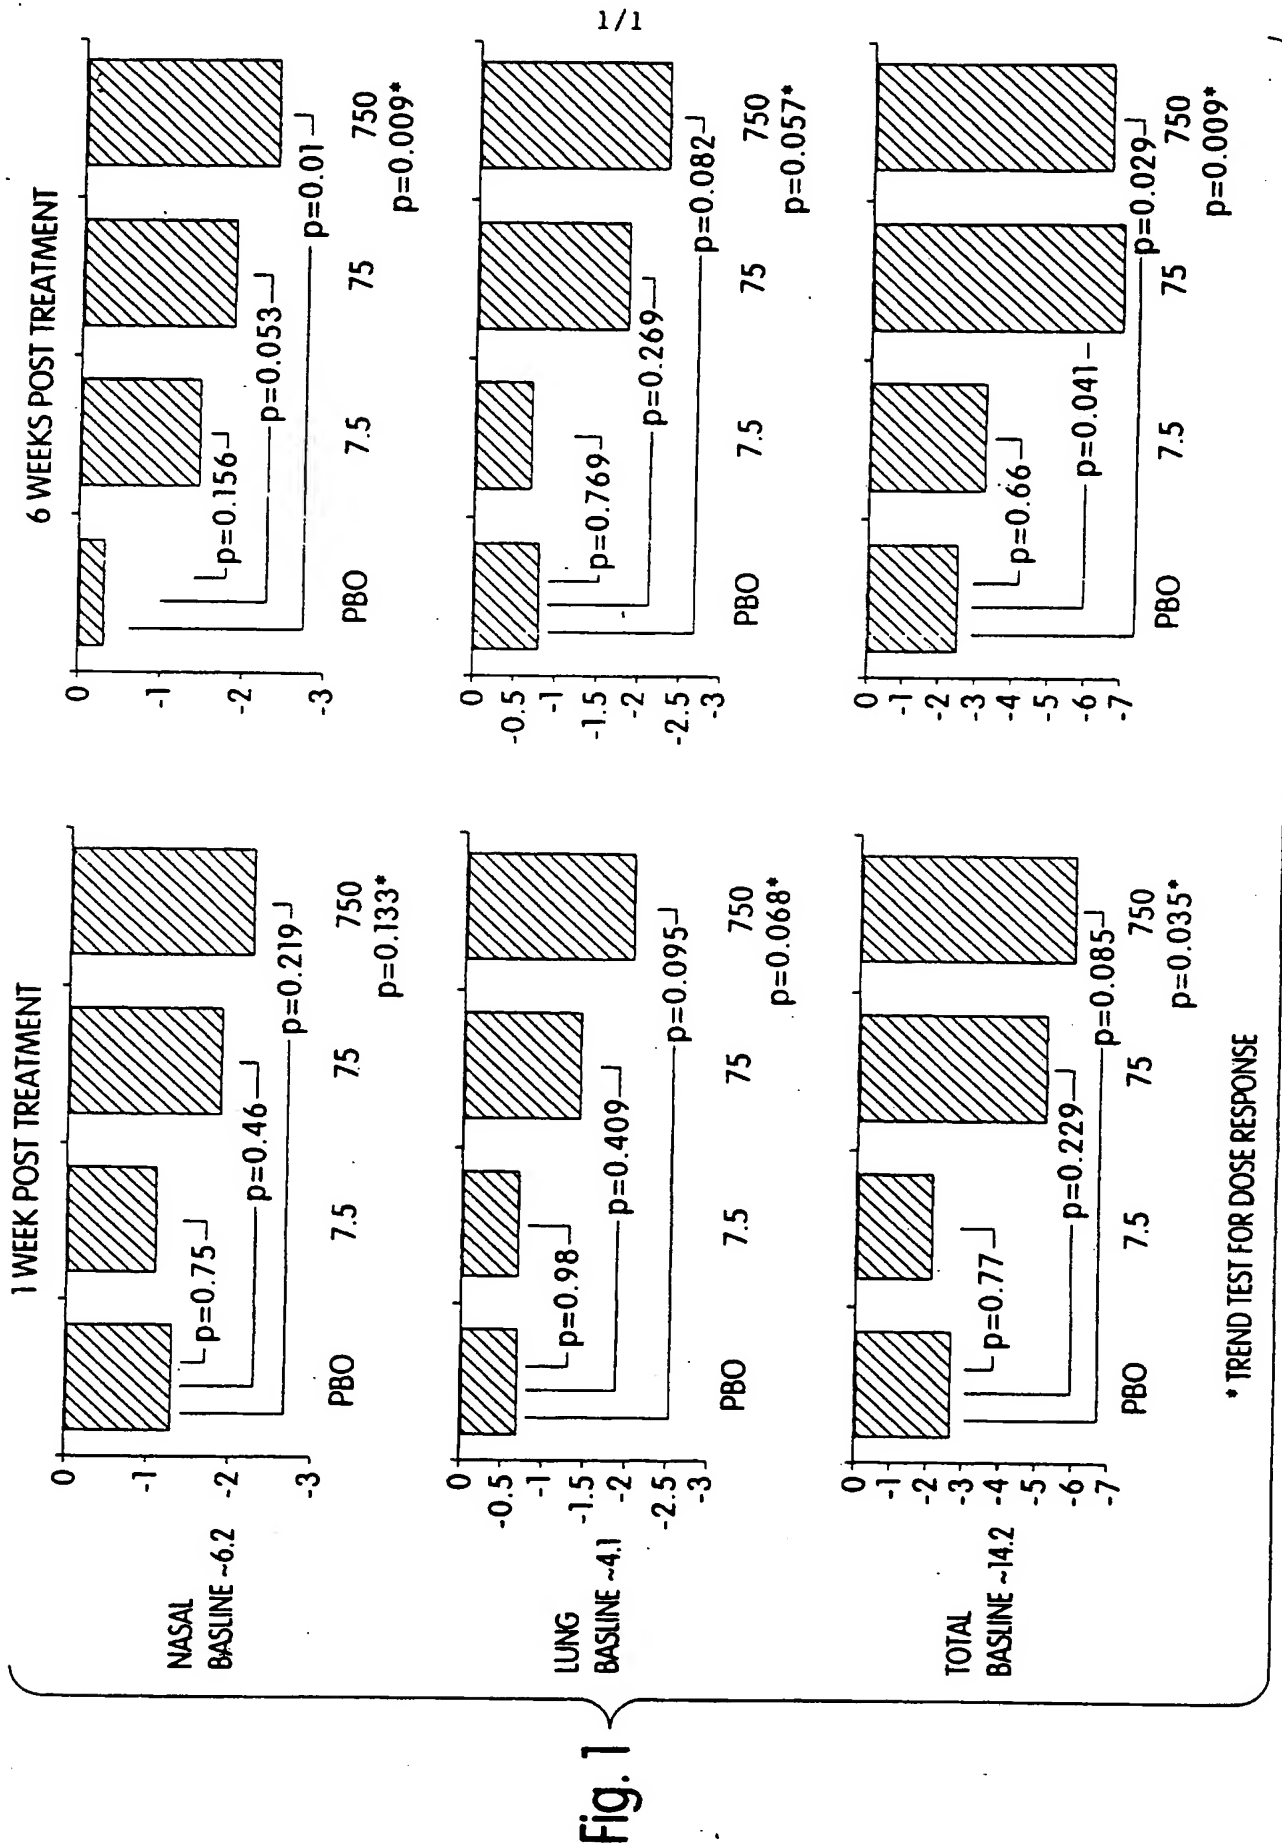 1/1
Fig. 1
1 WEEK POST TREATMENT
6 WEEKS POST TREATMENT
NASAL
BASLINE ~6.2
0
-1
-2
-3
p=0.75
p=0.46
p=0.219
PBO
7.5
75
750
p=0.133*
0
-1
-2
-3
p=0.156
p=0.053
p=0.01
PBO
7.5
75
750
p=0.009*
LUNG
BASLINE ~4.1
0
-0.5
-1
-1.5
-2
-2.5
-3
p=0.98
p=0.409
p=0.095
PBO
7.5
75
750
p=0.068*
0
-0.5
-1
-1.5
-2
-2.5
-3
p=0.769
p=0.269
p=0.082
PBO
7.5
75
750
p=0.057*
TOTAL
BASLINE ~14.2
0
-1
-2
-3
-4
-5
-6
-7
p=0.77
p=0.229
p=0.085
PBO
7.5
75
750
p=0.035*
0
-1
-2
-3
-4
-5
-6
-7
p=0.66
p=0.041
p=0.029
PBO
7.5
75
750
p=0.009*
* TREND TEST FOR DOSE RESPONSE